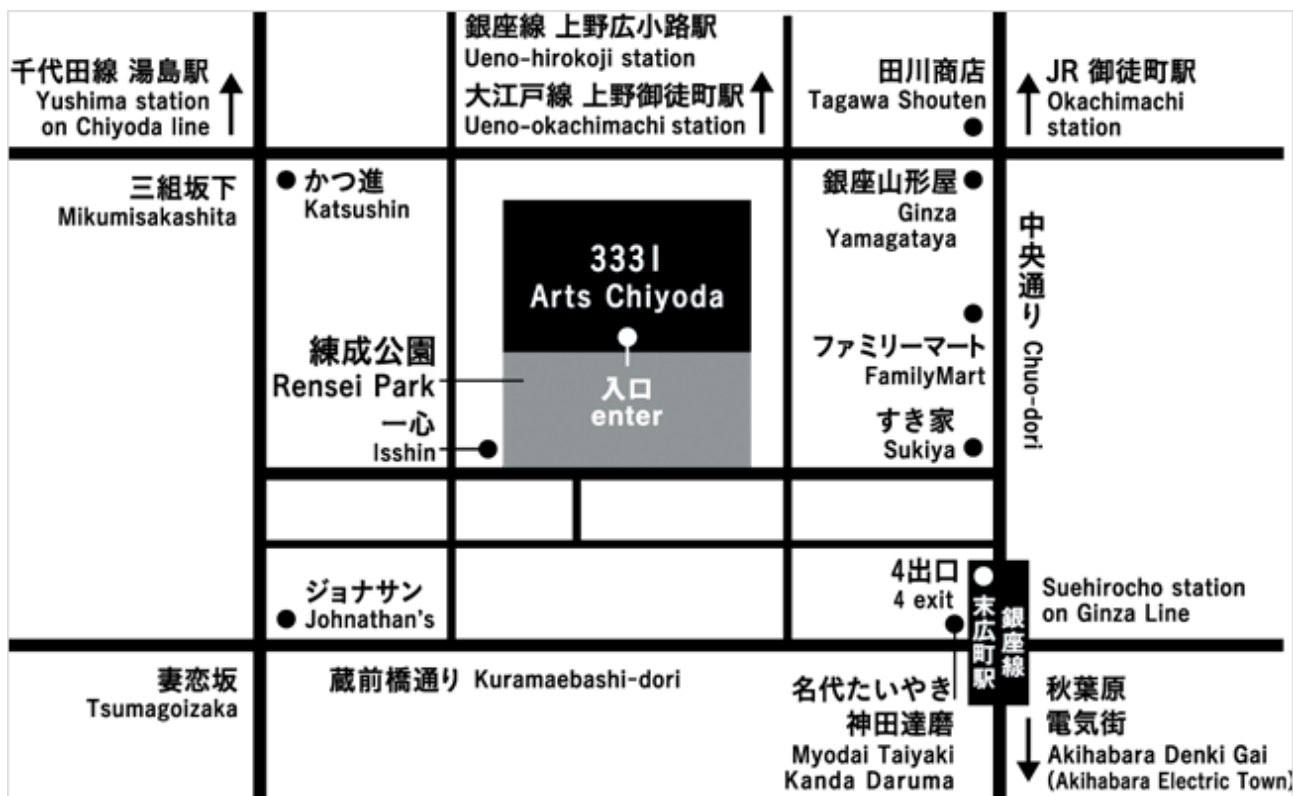 銀座線 上野広小路駅
Ueno-hirokoji station
大江戸線 上野御徒町駅
Ueno-okachimachi station
千代田線 湯島駅
Yushima station
on Chiyoda line
田川商店
Tagawa Shouten
JR 御徒町駅
Okachimachi
station
三組坂下
Mikumisakashita
かつ進
Katsushin
3331
Arts Chiyoda
入口
enter
銀座山形屋
Ginza
Yamagataya
中央通り Chuo-dori
練成公園
Rensei Park
一心
Isshin
ファミリーマート
FamilyMart
すき家
Sukiya
ジョナサン
Johnathan's
4出口
4 exit
末広町駅
銀座線
Suehirocho station
on Ginza Line
妻恋坂
Tsumagoizaka
蔵前橋通り Kuramaebashi-dori
名代たいやき
神田達磨
Myodai Taiyaki
Kanda Daruma
秋葉原
電気街
Akihabara Denki Gai
(Akihabara Electric Town)